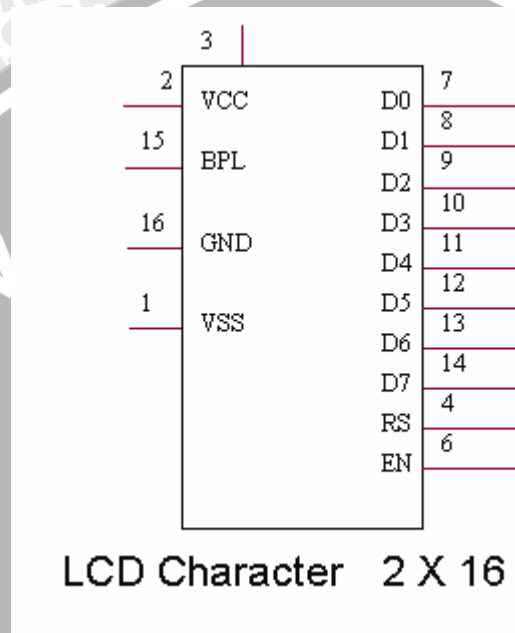 3
2 VCC D0 7
D1 8
15 BPL D2 9
D3 10
16 GND D4 11
D5 12
1 VSS D6 13
D7 14
RS 4
EN 6
LCD Character 2 X 16